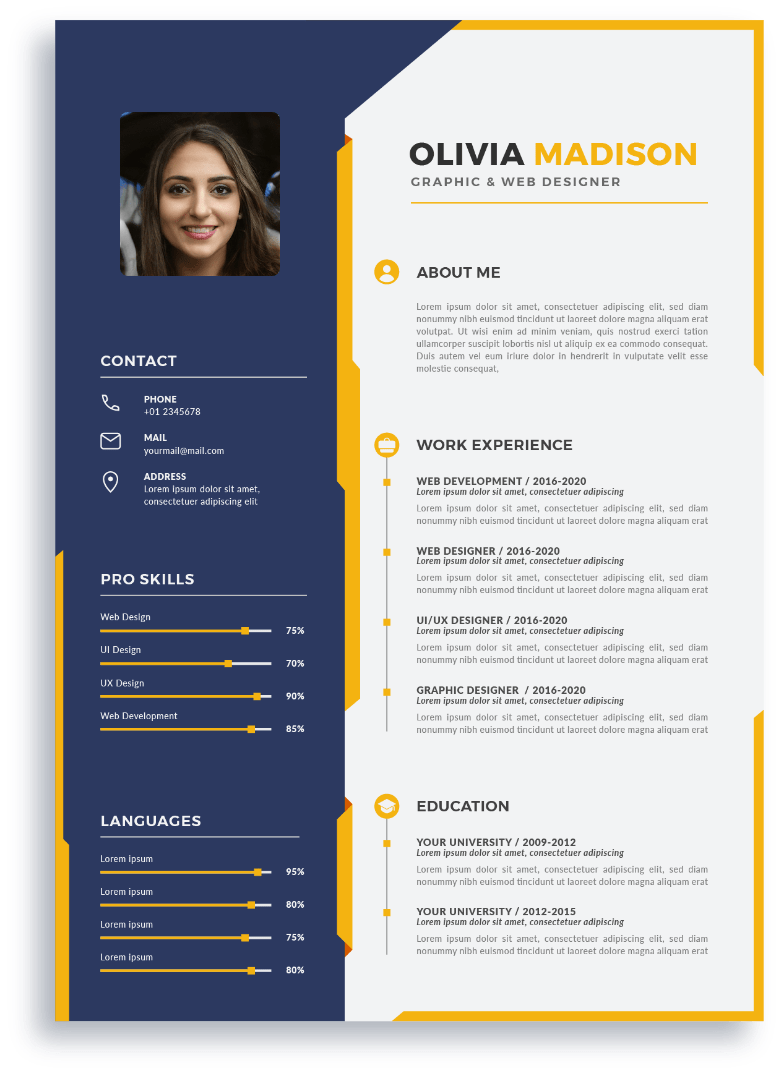 OLIVIA MADISON
GRAPHIC & WEB DESIGNER
CONTACT
PHONE
+01 2345678
MAIL
yourmail@mail.com
ADDRESS
Lorem ipsum dolor sit amet,
consectetuer adipiscing elit
PRO SKILLS
Web Design
75%
UI Design
70%
UX Design
90%
Web Development
85%
LANGUAGES
Lorem ipsum
95%
Lorem ipsum
80%
Lorem ipsum
75%
Lorem ipsum
80%
ABOUT ME
Lorem ipsum dolor sit amet, consectetuer adipiscing elit, sed diam
nonummy nibh euismod tincidunt ut laoreet dolore magna aliquam erat
volutpat. Ut wisi enim ad minim veniam, quis nostrud exerci tation
ullamcorper suscipit lobortis nisl ut aliquip ex ea commodo consequat.
Duis autem vel eum iriure dolor in hendrerit in vulputate velit esse
molestie consequat,
WORK EXPERIENCE
WEB DEVELOPMENT / 2016-2020
Lorem ipsum dolor sit amet, consectetuer adipiscing
Lorem ipsum dolor sit amet, consectetuer adipiscing elit, sed diam
nonummy nibh euismod tincidunt ut laoreet dolore magna aliquam erat
WEB DESIGNER / 2016-2020
Lorem ipsum dolor sit amet, consectetuer adipiscing
Lorem ipsum dolor sit amet, consectetuer adipiscing elit, sed diam
nonummy nibh euismod tincidunt ut laoreet dolore magna aliquam erat
UI/UX DESIGNER / 2016-2020
Lorem ipsum dolor sit amet, consectetuer adipiscing
Lorem ipsum dolor sit amet, consectetuer adipiscing elit, sed diam
nonummy nibh euismod tincidunt ut laoreet dolore magna aliquam erat
GRAPHIC DESIGNER / 2016-2020
Lorem ipsum dolor sit amet, consectetuer adipiscing
Lorem ipsum dolor sit amet, consectetuer adipiscing elit, sed diam
nonummy nibh euismod tincidunt ut laoreet dolore magna aliquam erat
EDUCATION
YOUR UNIVERSITY / 2009-2012
Lorem ipsum dolor sit amet, consectetuer adipiscing
Lorem ipsum dolor sit amet, consectetuer adipiscing elit, sed diam
nonummy nibh euismod tincidunt ut laoreet dolore magna aliquam erat
YOUR UNIVERSITY / 2012-2015
Lorem ipsum dolor sit amet, consectetuer adipiscing
Lorem ipsum dolor sit amet, consectetuer adipiscing elit, sed diam
nonummy nibh euismod tincidunt ut laoreet dolore magna aliquam erat